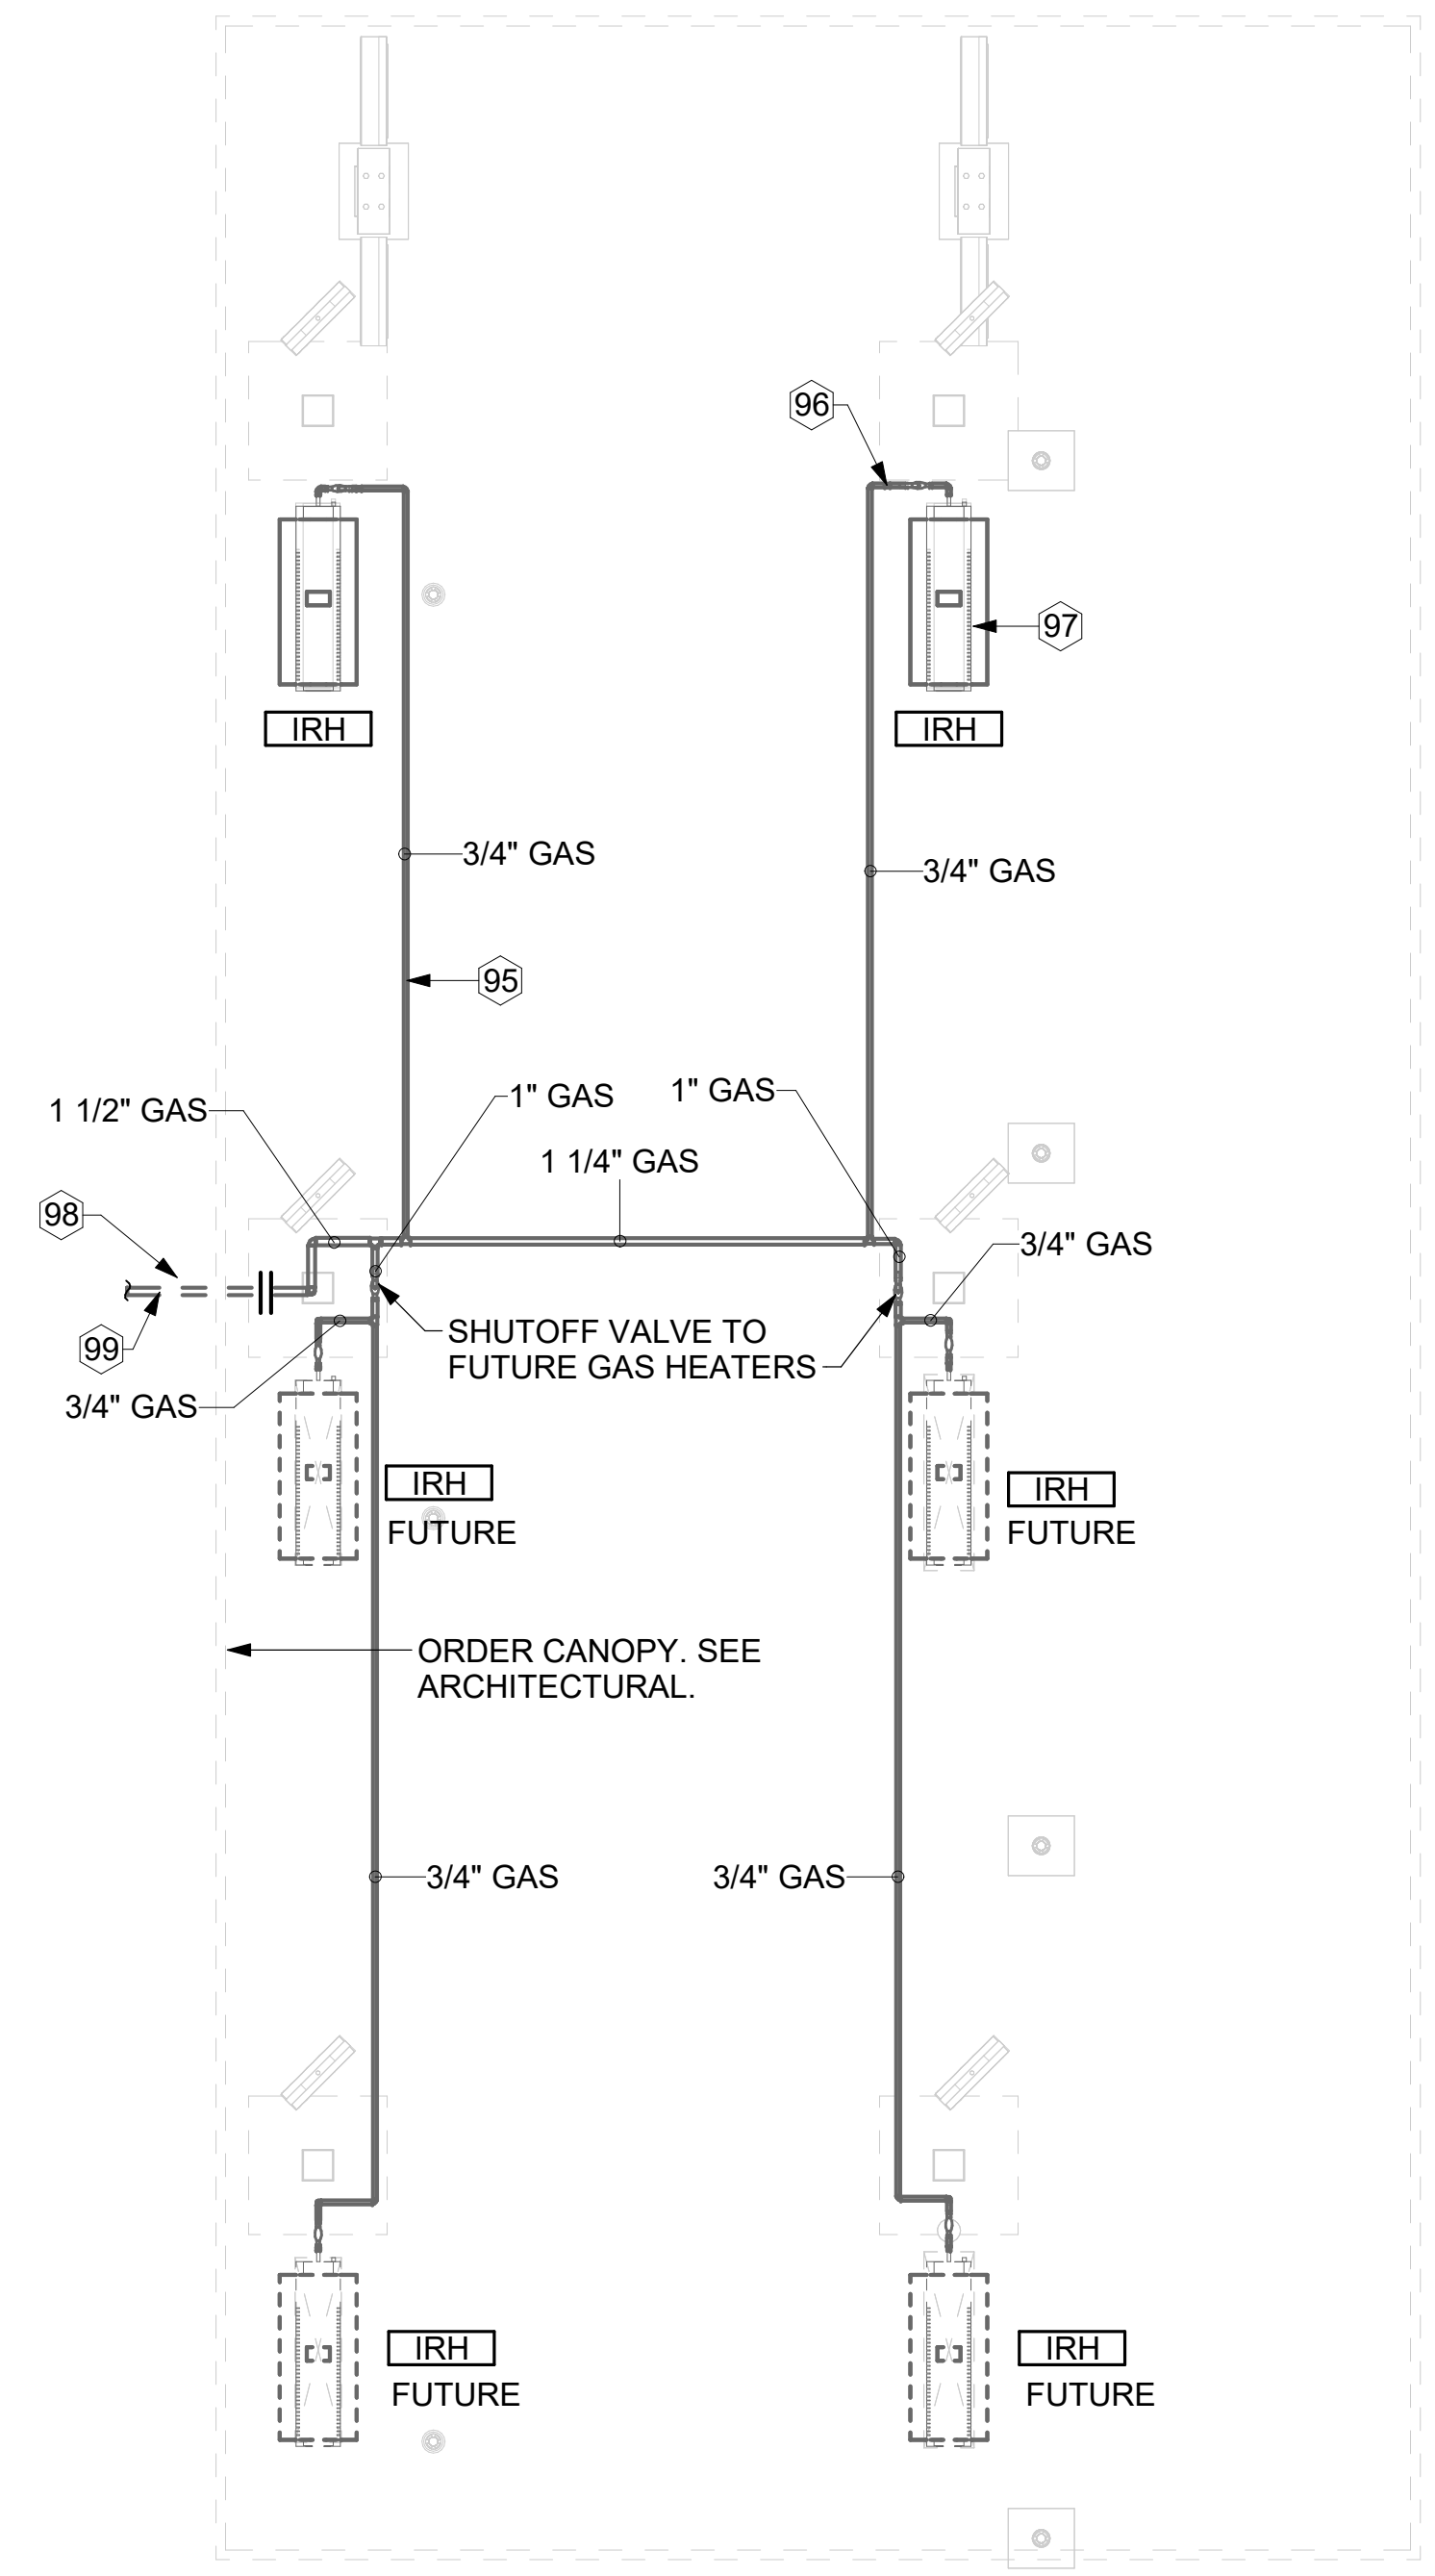 96
97
IRH
IRH
3/4" GAS
3/4" GAS
95
1" GAS
1" GAS
1 1/2" GAS
1 1/4" GAS
98
3/4" GAS
99
SHUTOFF VALVE TO
FUTURE GAS HEATERS
3/4" GAS
IRH
FUTURE
IRH
FUTURE
ORDER CANOPY. SEE
ARCHITECTURAL.
3/4" GAS
3/4" GAS
IRH
FUTURE
IRH
FUTURE